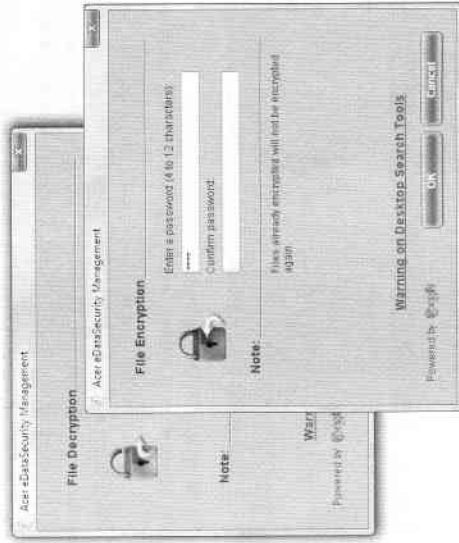 Acer eDataSecurity Management
x
File Decryption
Note:
Warn
Powered by
Acer eDataSecurity Management
x
File Encryption
Enter a password (4 to 12 characters):
****
Confirm password:
Note:
Files already encrypted will not be encrypted
again
Warning on Desktop Search Tools
Powered by
OK
Cancel